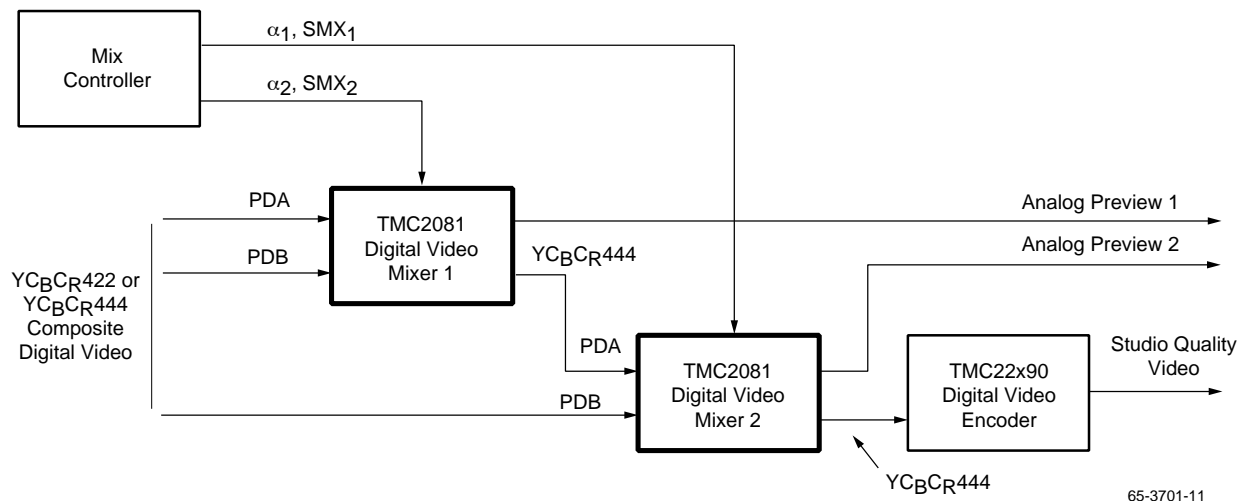 Mix
Controller
α1, SMX1
α2, SMX2
PDA
PDB
TMC2081
Digital Video
Mixer 1
Analog Preview 1
Analog Preview 2
YCBCR444
YCBCR422 or
YCBCR444
Composite
Digital Video
PDA
PDB
TMC2081
Digital Video
Mixer 2
TMC22x90
Digital Video
Encoder
Studio Quality
Video
YCBCR444
65-3701-11